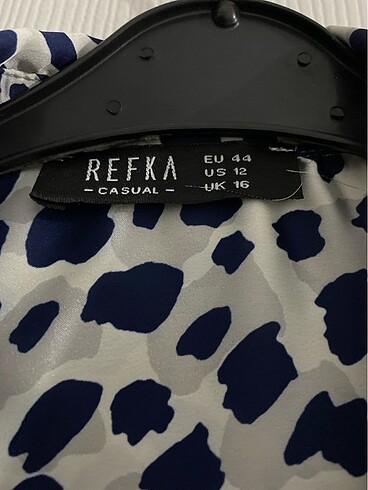 REFKA
- CASUAL -
EU 44
US 12
UK 16